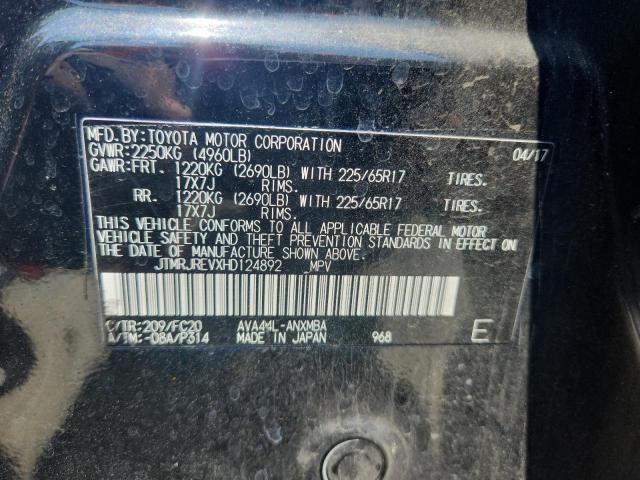 MFD.BY:TOYOTA MOTOR CORPORATION
GVWR:2250KG (4960LB) 04/17
GAWR:FRT. 1220KG (2690LB) WITH 225/65R17 TIRES.
17X7J RIMS.
RR. 1220KG (2690LB) WITH 225/65R17 TIRES.
17X7J RIMS.
THIS VEHICLE CONFORMS TO ALL APPLICABLE FEDERAL MOTOR
VEHICLE SAFETY AND THEFT PREVENTION STANDARDS IN EFFECT ON
THE DATE OF MANUFACTURE SHOWN ABOVE.
JTMRJREVXHD124892 MPV
C/TR:209/FC20 AVA44L-ANXMBA
A/TM:-08A/P314 MADE IN JAPAN 968 E